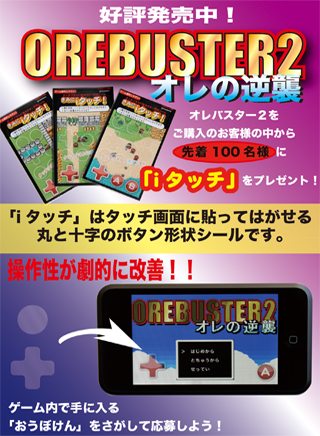 好評発売中!
OREBUSTER2
オレの逆襲
オレバスター2を
ご購入のお客様の中から
先着100名様に
「iタッチ」をプレゼント!
「iタッチ」はタッチ画面に貼ってはがせる
丸と十字のボタン形状シールです。
操作性が劇的に改善!!
OREBUSTER2
オレの逆襲
> はじめから
とちゅうから
せってい
A
ゲーム内で手に入る
「おうぼけん」をさがして応募しよう!